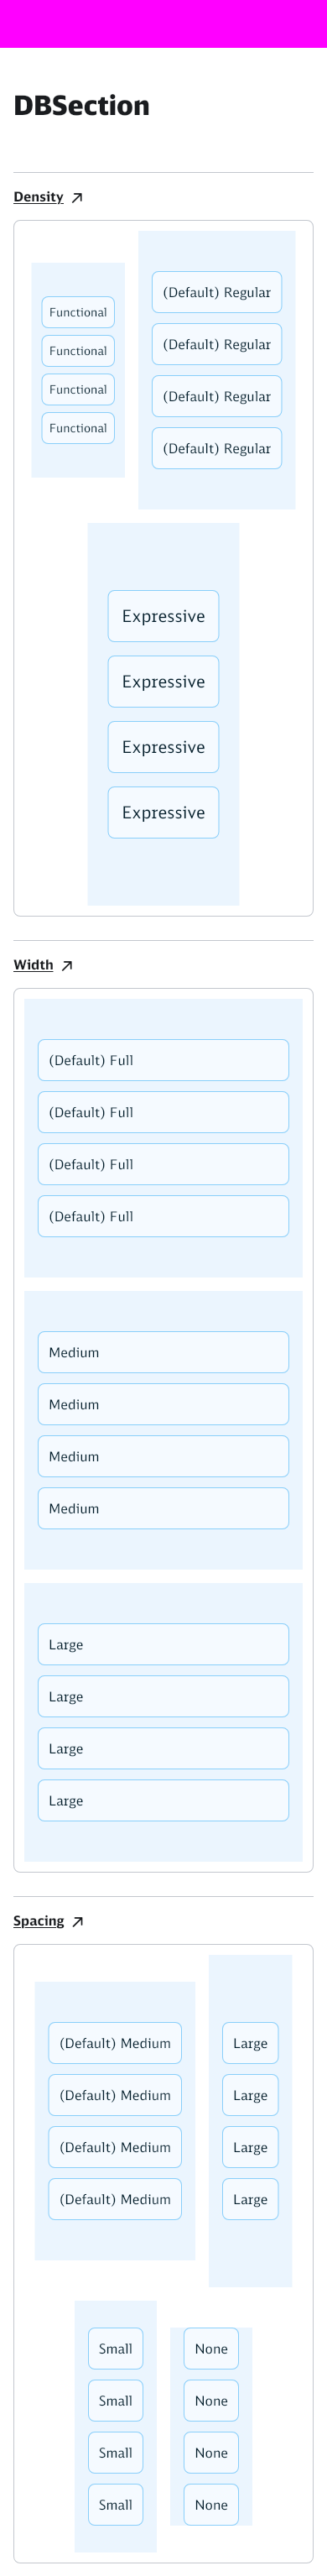 DBSection
Density
Functional
Functional
Functional
Functional
(Default) Regular
(Default) Regular
(Default) Regular
(Default) Regular
Expressive
Expressive
Expressive
Expressive
Width
(Default) Full
(Default) Full
(Default) Full
(Default) Full
Medium
Medium
Medium
Medium
Large
Large
Large
Large
Spacing
(Default) Medium
(Default) Medium
(Default) Medium
(Default) Medium
Large
Large
Large
Large
Small
Small
Small
Small
None
None
None
None